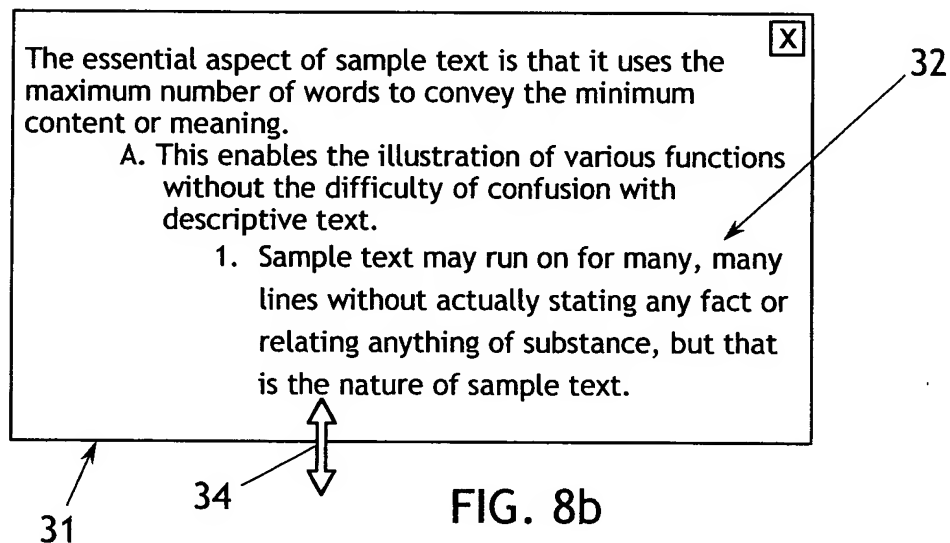 X
The essential aspect of sample text is that it uses the
maximum number of words to convey the minimum
content or meaning.
A. This enables the illustration of various functions
without the difficulty of confusion with
descriptive text.
1. Sample text may run on for many, many
lines without actually stating any fact or
relating anything of substance, but that
is the nature of sample text.
32
34
31
FIG. 8b